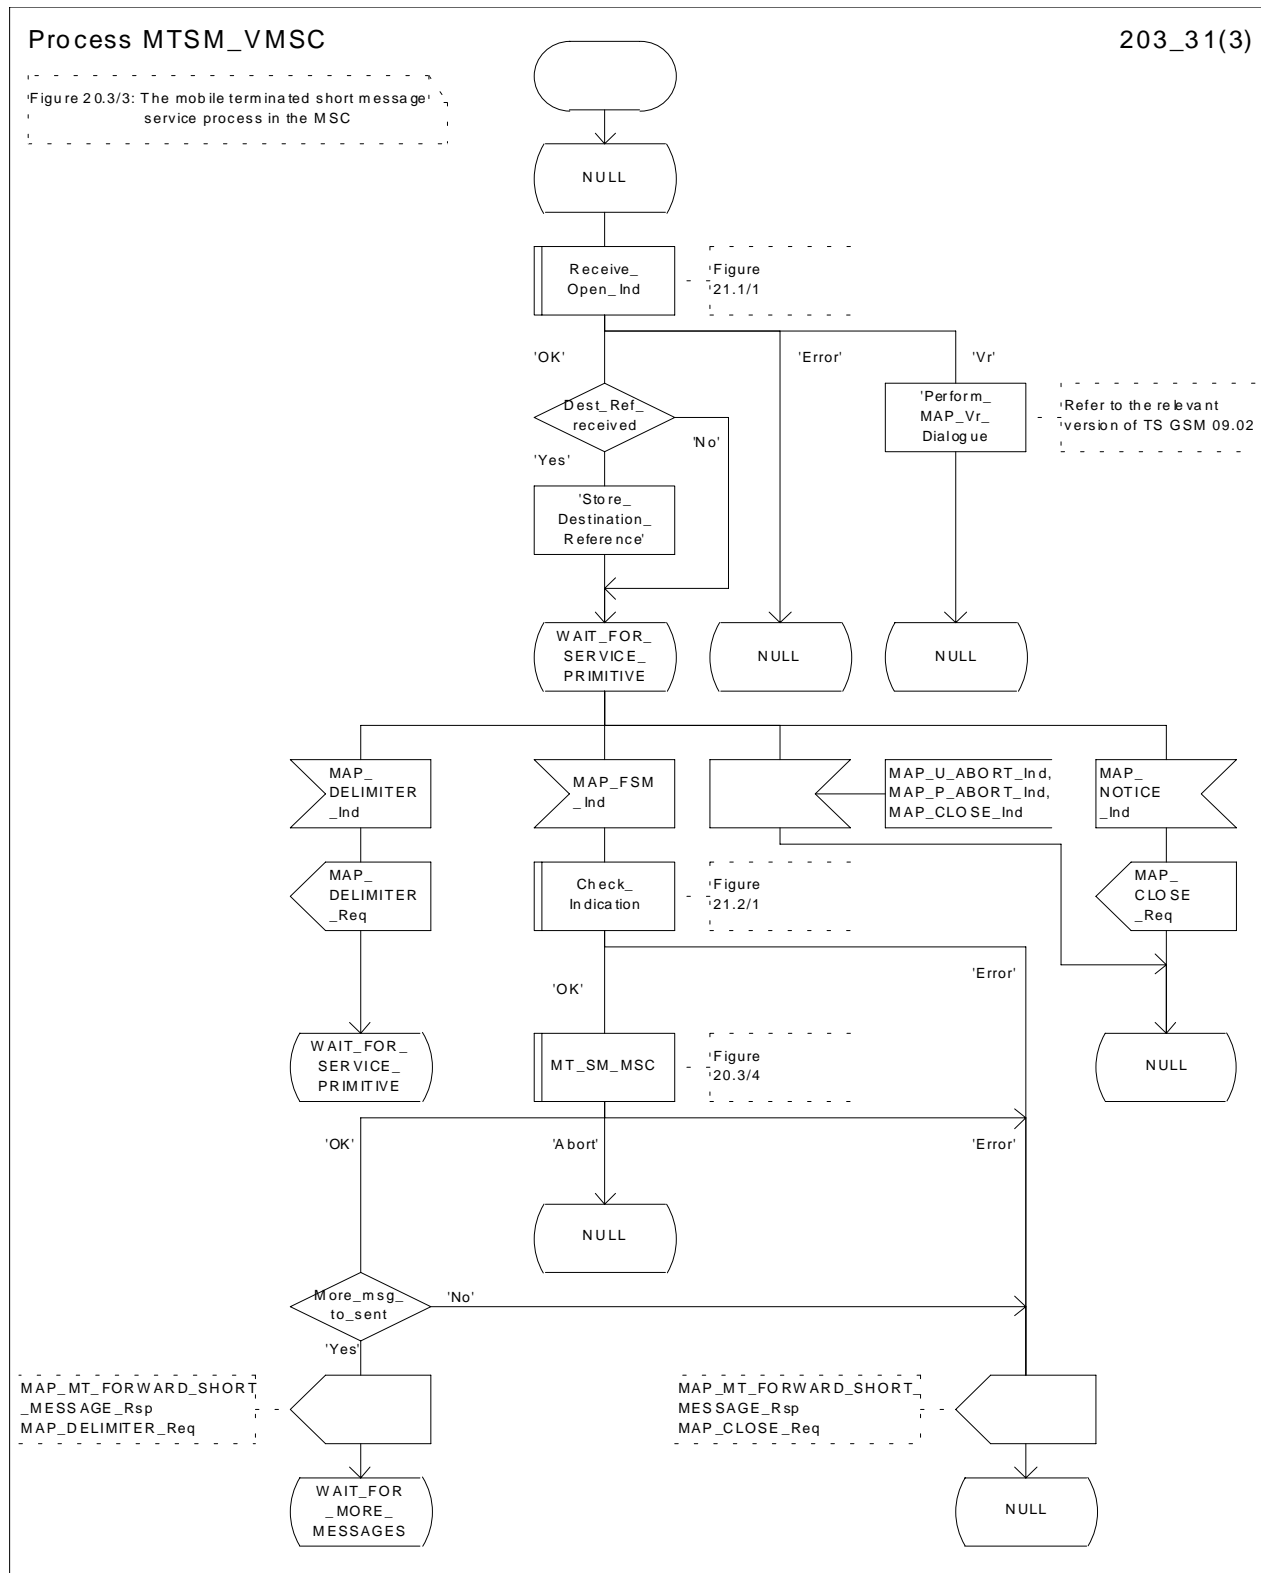 Process MTSM_VMSC
203_31(3)
Figure 20.3/3: The mobile terminated short message
service process in the MSC
NULL
Receive_
Open_Ind
Figure
21.1/1
'OK'
'Error'
'Vr'
Dest_Ref_
received
'Perform_
MAP_Vr_
Dialogue
Refer to the relevant
version of TS GSM 09.02
'No'
'Yes'
'Store_
Destination_
Reference'
WAIT_FOR_
SERVICE_
PRIMITIVE
NULL
NULL
MAP_
DELIMITER
_Ind
MAP_FSM
_Ind
MAP_U_ABORT_Ind,
MAP_P_ABORT_Ind,
MAP_CLOSE_Ind
MAP_
NOTICE
_Ind
MAP_
DELIMITER
_Req
Check_
Indication
Figure
21.2/1
MAP_
CLOSE
_Req
'Error'
'OK'
WAIT_FOR_
SERVICE_
PRIMITIVE
MT_SM_MSC
Figure
20.3/4
NULL
'OK'
'Abort'
'Error'
NULL
More_msg_
to_sent
'No'
'Yes'
MAP_MT_FORWARD_SHORT
_MESSAGE_Rsp
MAP_DELIMITER_Req
MAP_MT_FORWARD_SHORT_
MESSAGE_Rsp
MAP_CLOSE_Req
WAIT_FOR
_MORE_
MESSAGES
NULL